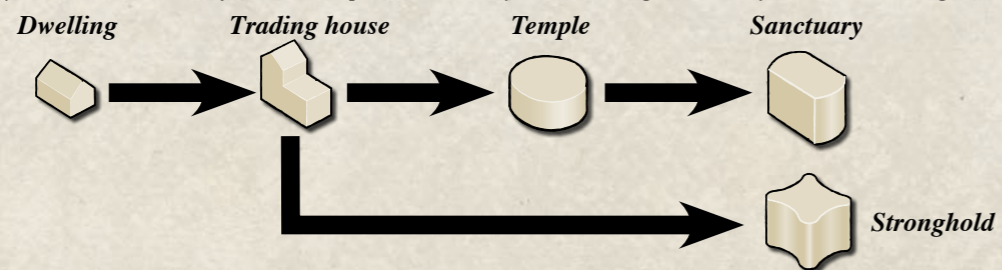 Dwelling
Trading house
Temple
Sanctuary
Stronghold